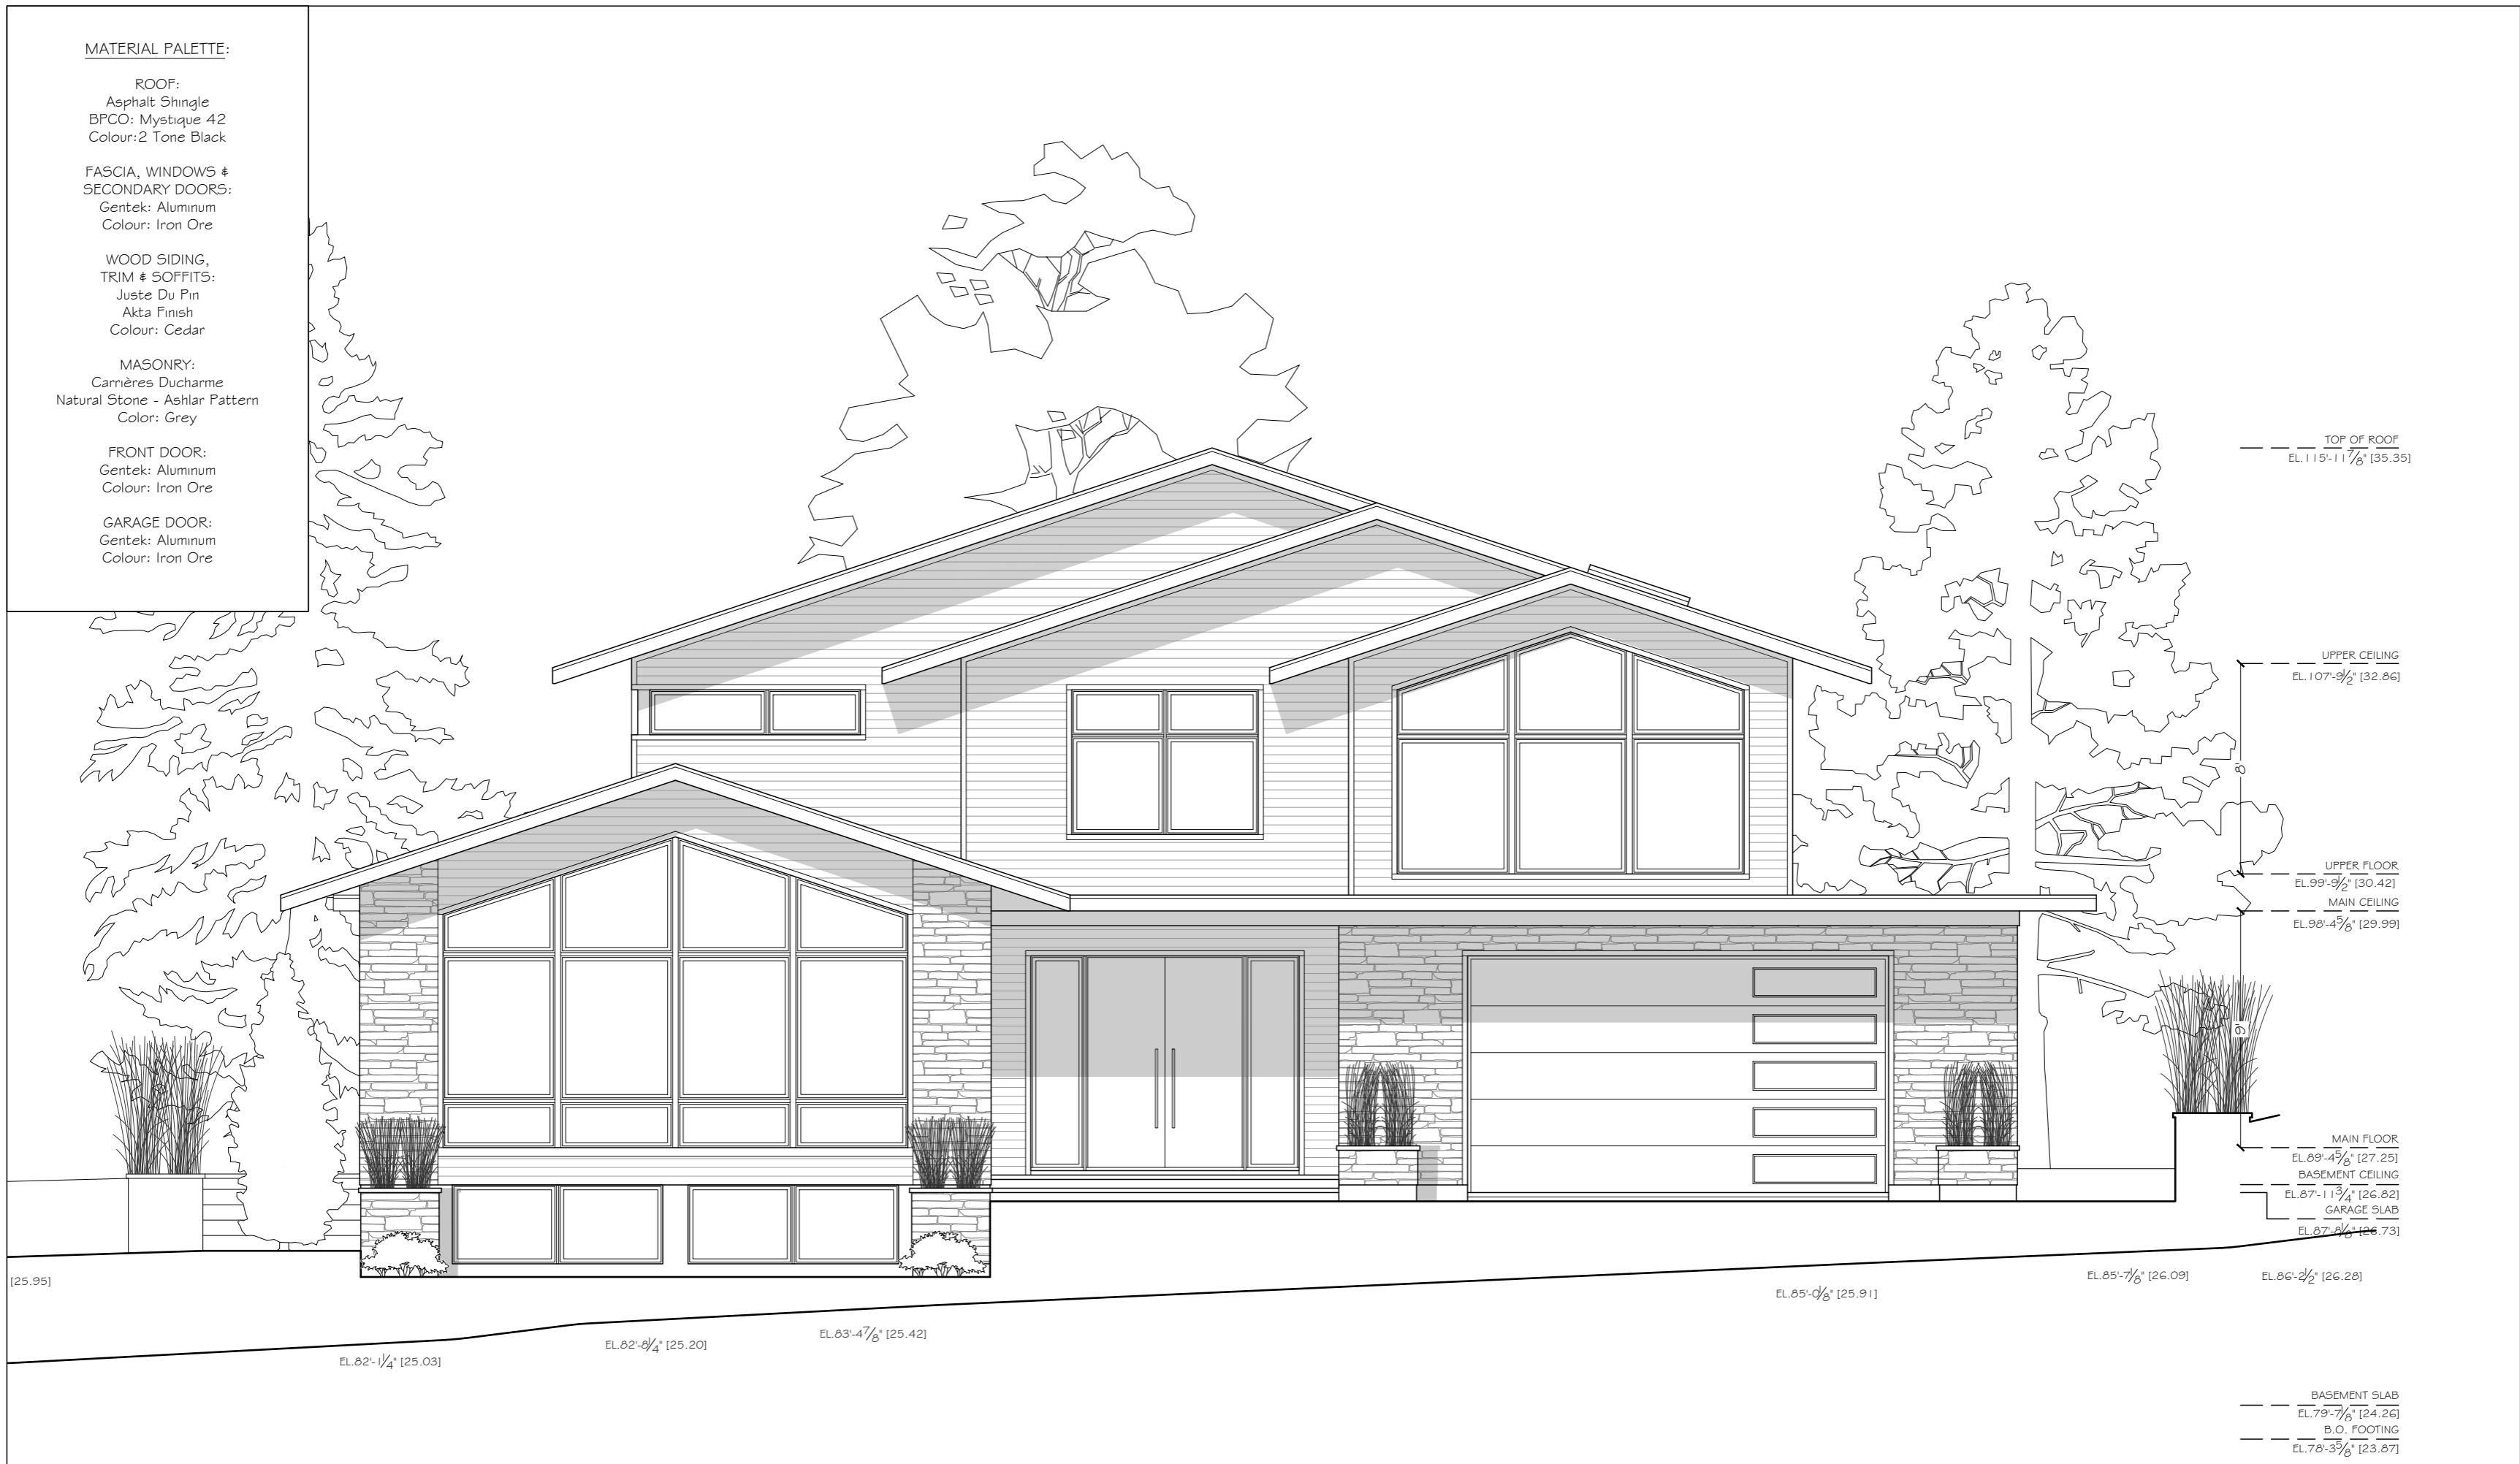 MATERIAL PALETTE:
ROOF:
Asphalt Shingle
BPCO: Mystique 42
Colour:2 Tone Black
FASCIA, WINDOWS &
SECONDARY DOORS:
Gentek: Aluminum
Colour: Iron Ore
WOOD SIDING,
TRIM & SOFFITS:
Juste Du Pin
Akta Finish
Colour: Cedar
MASONRY:
Carrières Ducharme
Natural Stone - Ashlar Pattern
Color: Grey
FRONT DOOR:
Gentek: Aluminum
Colour: Iron Ore
GARAGE DOOR:
Gentek: Aluminum
Colour: Iron Ore
TOP OF ROOF
EL.115'-11 7/8" [35.35]
UPPER CEILING
EL.107'-9 1/2" [32.86]
8'
UPPER FLOOR
EL.99'-9 1/2" [30.42]
MAIN CEILING
EL.98'-4 5/8" [29.99]
9'
MAIN FLOOR
EL.89'-4 5/8" [27.25]
BASEMENT CEILING
EL.87'-11 3/4" [26.82]
GARAGE SLAB
EL.87'-8 1/8" [26.73]
[25.95]
EL.82'-1 1/4" [25.03]
EL.82'-8 1/4" [25.20]
EL.83'-4 7/8" [25.42]
EL.85'-0 1/8" [25.91]
EL.85'-7 1/8" [26.09]
EL.86'-2 1/2" [26.28]
BASEMENT SLAB
EL.79'-7 1/8" [24.26]
B.O. FOOTING
EL.78'-3 5/8" [23.87]